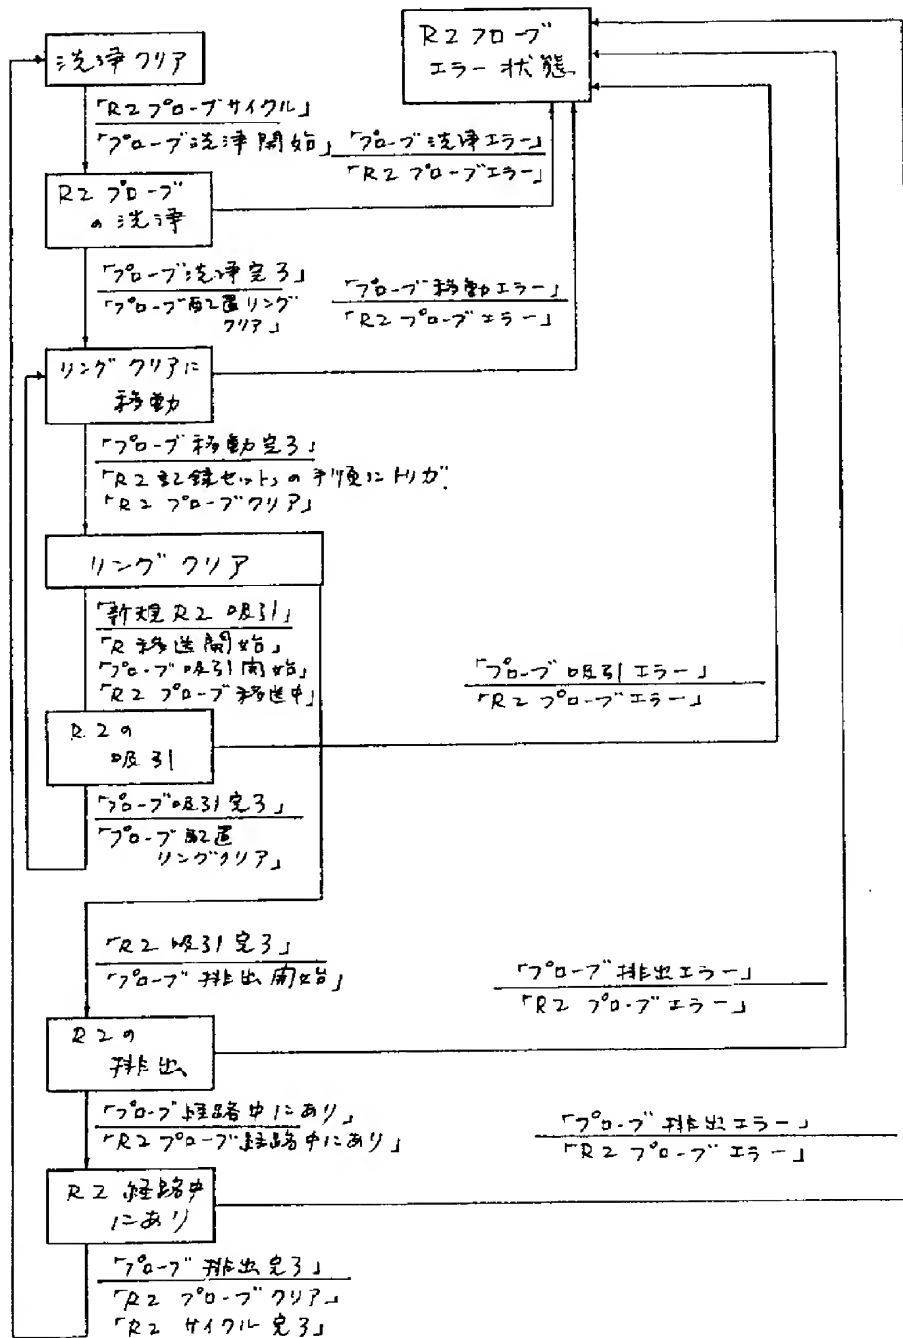 洗浄クリア
R2プローブ
エラー状態
「R2プローブサイクル」
「プローブ洗浄開始」
「プローブ洗浄エラー」
「R2プローブエラー」
R2プローブ
の洗浄
「プローブ洗浄完了」
「プローブ配置リング
クリア」
「プローブ移動エラー」
「R2プローブエラー」
リングクリアに
移動
「プローブ移動完了」
「R2記録セット」の手順にトリガ
「R2プローブクリア」
リングクリア
「新規R2吸引」
「R移送開始」
「プローブ吸引開始」
「R2プローブ移送中」
「プローブ吸引エラー」
「R2プローブエラー」
R2の
吸引
「プローブ吸引完了」
「プローブ配置
リングクリア」
「R2吸引完了」
「プローブ排出開始」
「プローブ排出エラー」
「R2プローブエラー」
R2の
排出
「プローブ経路中にあり」
「R2プローブ経路中にあり」
「プローブ排出エラー」
「R2プローブエラー」
R2経路中
にあり
「プローブ排出完了」
「R2プローブクリア」
「R2サイクル完了」